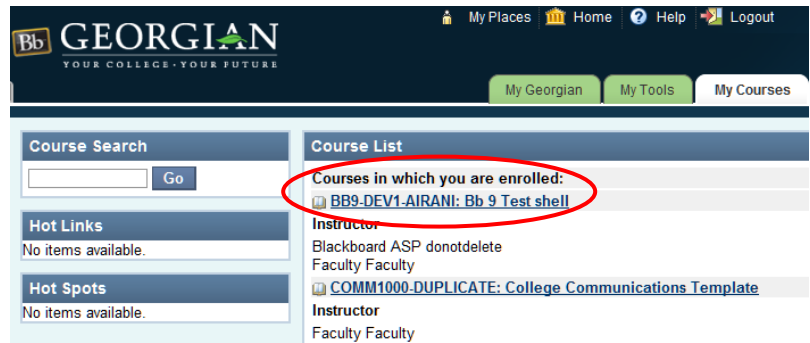 My Places Home Help Logout
Bb GEORGIAN
YOUR COLLEGE · YOUR FUTURE
My Georgian My Tools My Courses
Course Search
Go
Hot Links
No items available.
Hot Spots
No items available.
Course List
Courses in which you are enrolled:
BB9-DEV1-AIRANI: Bb 9 Test shell
Instructor
Blackboard ASP donotdelete
Faculty Faculty
COMM1000-DUPLICATE: College Communications Template
Instructor
Faculty Faculty